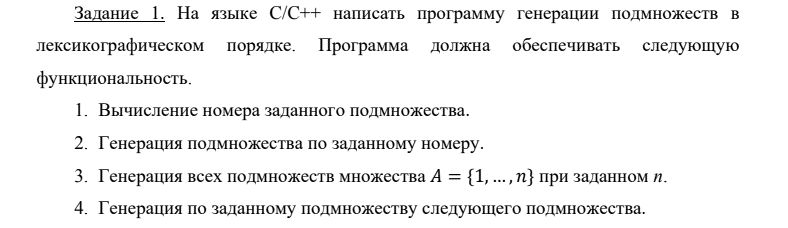 Задание 1. На языке С/С++ написать программу генерации подмножеств в
лексикографическом порядке. Программа должна обеспечивать следующую
функциональность.
1. Вычисление номера заданного подмножества.
2. Генерация подмножества по заданному номеру.
3. Генерация всех подмножеств множества A = {1, … , n} при заданном n.
4. Генерация по заданному подмножеству следующего подмножества.